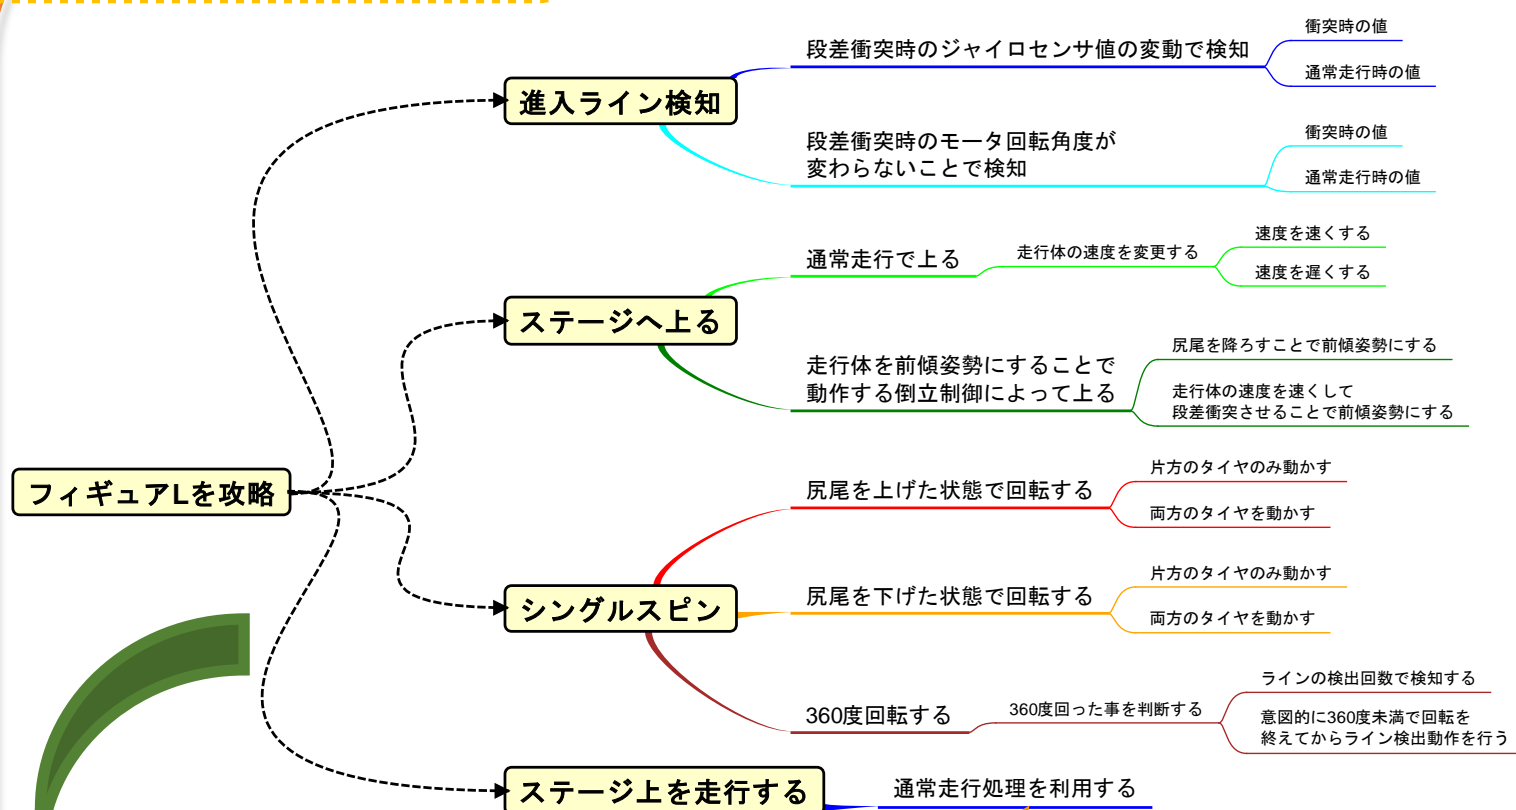 フィギュアLを攻略
進入ライン検知
段差衝突時のジャイロセンサ値の変動で検知
衝突時の値
通常走行時の値
段差衝突時のモータ回転角度が
変わらないことで検知
衝突時の値
通常走行時の値
ステージへ上る
通常走行で上る
走行体の速度を変更する
速度を速くする
速度を遅くする
走行体を前傾姿勢にすることで
動作する倒立制御によって上る
尻尾を降ろすことで前傾姿勢にする
走行体の速度を速くして
段差衝突させることで前傾姿勢にする
シングルスピン
尻尾を上げた状態で回転する
片方のタイヤのみ動かす
両方のタイヤを動かす
尻尾を下げた状態で回転する
片方のタイヤのみ動かす
両方のタイヤを動かす
360度回転する
360度回った事を判断する
ラインの検出回数で検知する
意図的に360度未満で回転を
終えてからライン検出動作を行う
ステージ上を走行する
通常走行処理を利用する